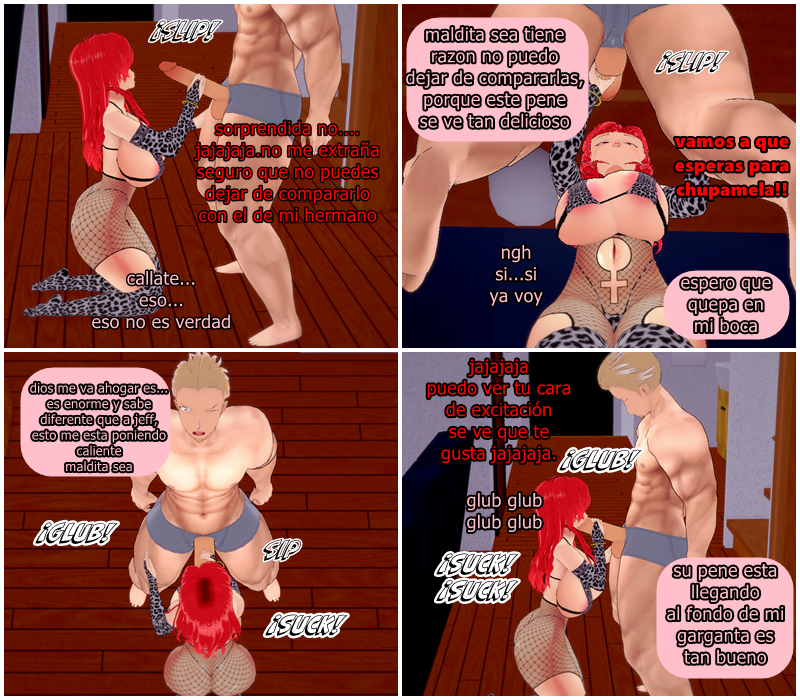 ¡SLIP!
sorprendida no....
jajajaja.no me extraña
seguro que no puedes
dejar de compararlo
con el de mi hermano
callate...
eso...
eso no es verdad
maldita sea tiene
razon no puedo
dejar de compararlas,
porque este pene
se ve tan delicioso
¡SLIP!
vamos a que
esperas para
chupamela!!
ngh
si...si
ya voy
espero que
quepa en
mi boca
dios me va ahogar es...
es enorme y sabe
diferente que a jeff,
esto me esta poniendo
caliente
maldita sea
¡GLUB!
SIP
¡SUCK!
jajajaja
puedo ver tu cara
de excitación
se ve que te
gusta jajajaja.
¡GLUB!
glub glub
glub glub
¡SUCK!
¡SUCK!
su pene esta
llegando
al fondo de mi
garganta es
tan bueno